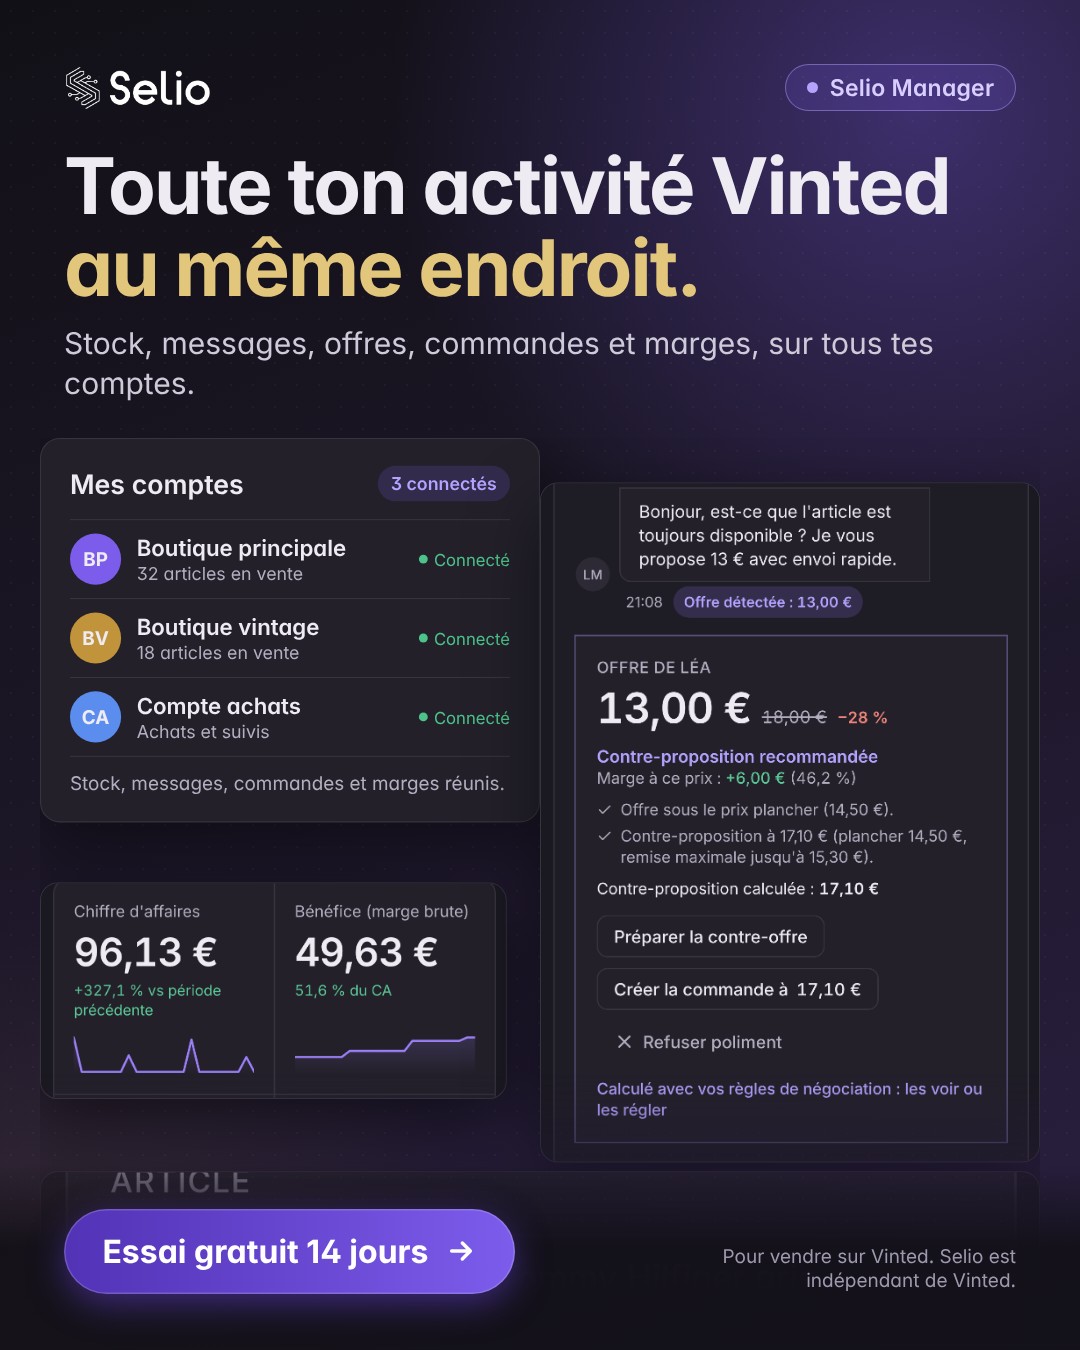 Selio
Selio Manager
Toute ton activité Vinted
au même endroit.
Stock, messages, offres, commandes et marges, sur tous tes
comptes.
Mes comptes
3 connectés
BP
Boutique principale
32 articles en vente
Connecté
BV
Boutique vintage
18 articles en vente
Connecté
CA
Compte achats
Achats et suivis
Connecté
Stock, messages, commandes et marges réunis.
Bonjour, est-ce que l'article est
toujours disponible ? Je vous
propose 13 € avec envoi rapide.
LM
21:08
Offre détectée : 13,00 €
OFFRE DE LÉA
13,00 € 18,00 € −28 %
Contre-proposition recommandée
Marge à ce prix : +6,00 € (46,2 %)
Offre sous le prix plancher (14,50 €).
Contre-proposition à 17,10 € (plancher 14,50 €,
remise maximale jusqu'à 15,30 €).
Contre-proposition calculée : 17,10 €
Préparer la contre-offre
Créer la commande à 17,10 €
Refuser poliment
Calculé avec vos règles de négociation : les voir ou
les régler
Chiffre d'affaires
96,13 €
+327,1 % vs période
précédente
Bénéfice (marge brute)
49,63 €
51,6 % du CA
ARTICLE
Essai gratuit 14 jours →
Pour vendre sur Vinted. Selio est
indépendant de Vinted.